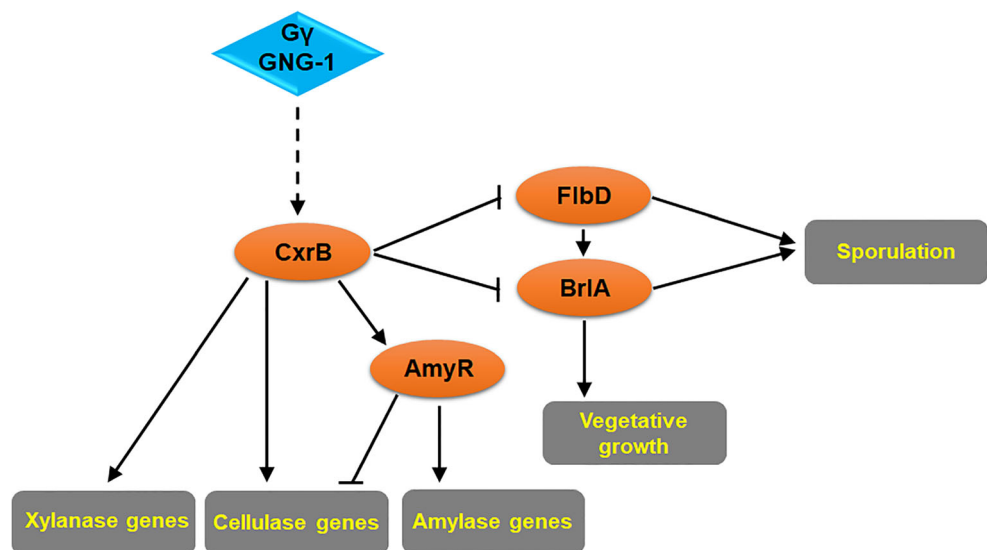 Gγ
GNG-1
FlbD
CxrB
Sporulation
BrlA
AmyR
Vegetative
growth
Xylanase genes
Cellulase genes
Amylase genes